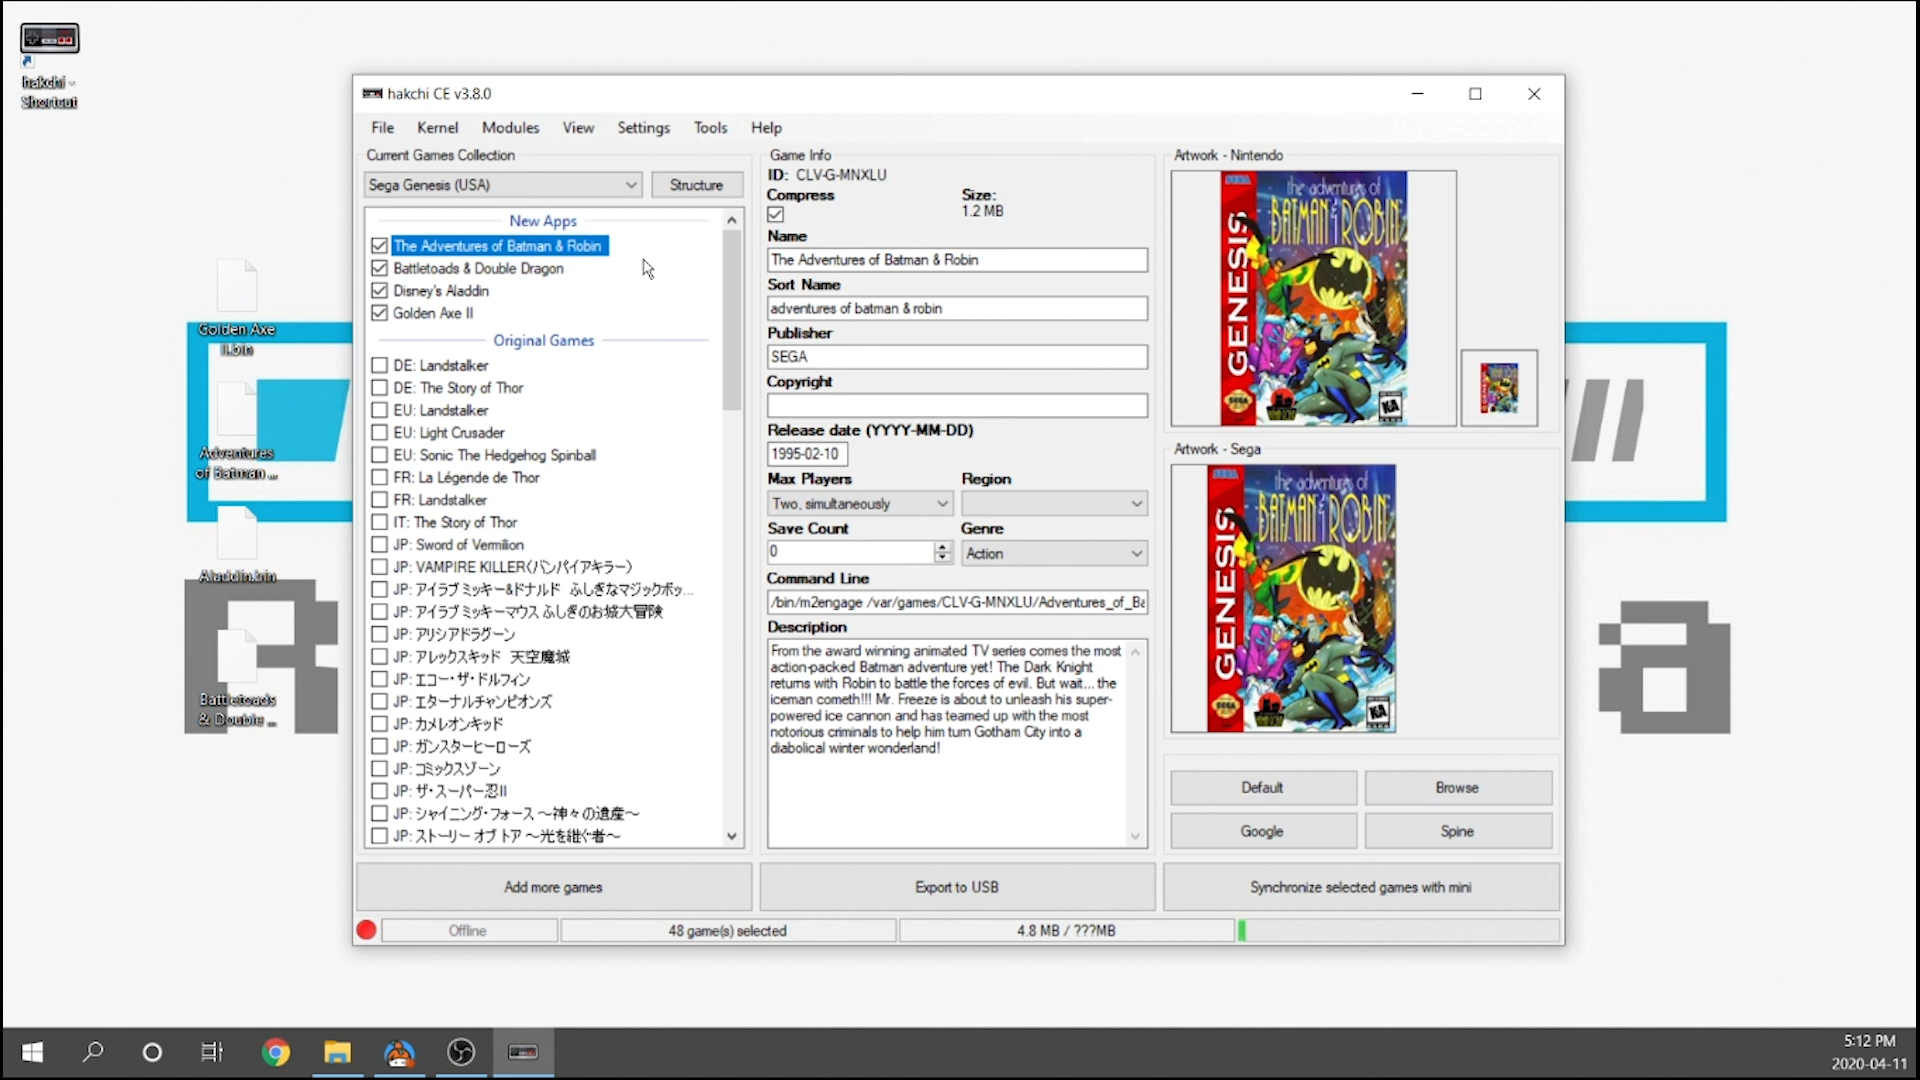 hakchi -
Shortcut
Golden Axe
II.bin
Adventures
of Batman ...
Aladdin.bin
Battletoads
& Double ...
R
a
hakchi CE v3.8.0
File Kernel Modules View Settings Tools Help
Current Games Collection
Sega Genesis (USA)
Structure
New Apps
The Adventures of Batman & Robin
Battletoads & Double Dragon
Disney's Aladdin
Golden Axe II
Original Games
DE: Landstalker
DE: The Story of Thor
EU: Landstalker
EU: Light Crusader
EU: Sonic The Hedgehog Spinball
FR: La Légende de Thor
FR: Landstalker
IT: The Story of Thor
JP: Sword of Vermilion
JP: VAMPIRE KILLER(バンパイアキラー)
JP: アイラブミッキー&ドナルド ふしぎなマジックボッ...
JP: アイラブミッキーマウス ふしぎのお城大冒険
JP: アリシアドラグーン
JP: アレックスキッド 天空魔城
JP: エコー・ザ・ドルフィン
JP: エターナルチャンピオンズ
JP: カメレオンキッド
JP: ガンスターヒーローズ
JP: コミックスゾーン
JP: ザ・スーパー忍II
JP: シャイニング・フォース ～神々の遺産～
JP: ストーリー オブ トア ～光を継ぐ者～
Game Info
ID: CLV-G-MNXLU
Compress
Size:
1.2 MB
Name
The Adventures of Batman & Robin
Sort Name
adventures of batman & robin
Publisher
SEGA
Copyright
Release date (YYYY-MM-DD)
1995-02-10
Max Players
Region
Two, simultaneously
Save Count
Genre
0
Action
Command Line
/bin/m2engage /var/games/CLV-G-MNXLU/Adventures_of_Ba
Description
From the award winning animated TV series comes the most
action-packed Batman adventure yet! The Dark Knight
returns with Robin to battle the forces of evil. But wait... the
iceman cometh!!! Mr. Freeze is about to unleash his super-
powered ice cannon and has teamed up with the most
notorious criminals to help him turn Gotham City into a
diabolical winter wonderland!
Artwork - Nintendo
SEGA
GENESIS
the adventures of
BATMAN & ROBIN
SEGA
KA
Artwork - Sega
SEGA
GENESIS
the adventures of
BATMAN & ROBIN
SEGA
KA
Default
Browse
Google
Spine
Add more games
Export to USB
Synchronize selected games with mini
Offline
48 game(s) selected
4.8 MB / ???MB
5:12 PM
2020-04-11